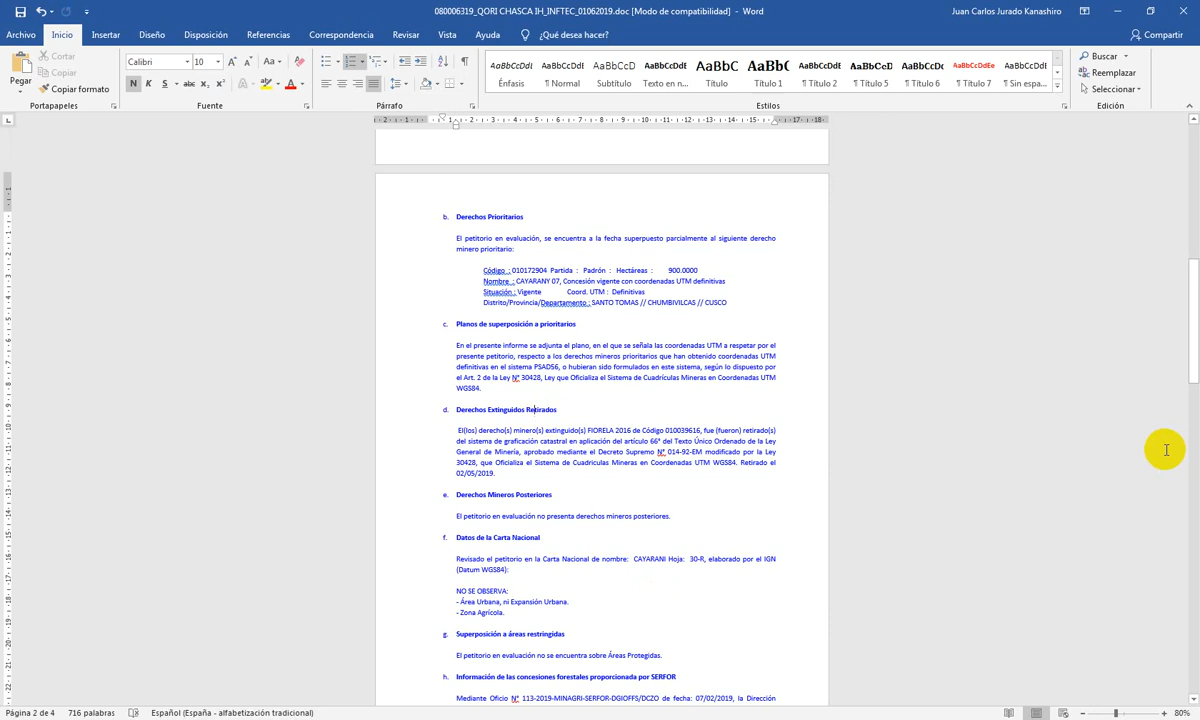 080006319_QORI CHASCA IH_INFTEC_01062019.doc [Modo de compatibilidad] - Word
Juan Carlos Jurado Kanashiro
Archivo Inicio Insertar Diseño Disposición Referencias Correspondencia Revisar Vista Ayuda ¿Qué desea hacer? Compartir
Pegar
Cortar
Copiar
Copiar formato
Portapapeles
Calibri 10
N K S abc x₂ x²
Fuente
Párrafo
AaBbCcDdI AaBbCcDdI AaBbCcD AaBbCcDdI AaBbC AaBbC AaBbCcDdI AaBbCcD AaBbCcDc AaBbCcDdEe AaBbCcDdI
Énfasis ¶ Normal Subtítulo Texto en n... Título Título 1 ¶ Título 2 ¶ Título 5 ¶ Título 6 ¶ Título 7 ¶ Sin espa...
Estilos
Buscar
Reemplazar
Seleccionar
Edición
b. Derechos Prioritarios
El petitorio en evaluación, se encuentra a la fecha superpuesto parcialmente al siguiente derecho
minero prioritario:
Código : 010172904 Partida : Padrón : Hectáreas : 900.0000
Nombre : CAYARANY 07, Concesión vigente con coordenadas UTM definitivas
Situación : Vigente Coord. UTM : Definitivas
Distrito/Provincia/Departamento : SANTO TOMAS // CHUMBIVILCAS // CUSCO
c. Planos de superposición a prioritarios
En el presente informe se adjunta el plano, en el que se señala las coordenadas UTM a respetar por el
presente petitorio, respecto a los derechos mineros prioritarios que han obtenido coordenadas UTM
definitivas en el sistema PSAD56, o hubieran sido formulados en este sistema, según lo dispuesto por
el Art. 2 de la Ley N° 30428, Ley que Oficializa el Sistema de Cuadrículas Mineras en Coordenadas UTM
WGS84.
d. Derechos Extinguidos Retirados
El(los) derecho(s) minero(s) extinguido(s) FIORELA 2016 de Código 010039616, fue (fueron) retirado(s)
del sistema de graficación catastral en aplicación del artículo 66° del Texto Único Ordenado de la Ley
General de Minería, aprobado mediante el Decreto Supremo N° 014-92-EM modificado por la Ley
30428, que Oficializa el Sistema de Cuadriculas Mineras en Coordenadas UTM WGS84. Retirado el
02/05/2019.
e. Derechos Mineros Posteriores
El petitorio en evaluación no presenta derechos mineros posteriores.
f. Datos de la Carta Nacional
Revisado el petitorio en la Carta Nacional de nombre: CAYARANI Hoja: 30-R, elaborado por el IGN
(Datum WGS84):
NO SE OBSERVA:
- Área Urbana, ni Expansión Urbana.
- Zona Agrícola.
g. Superposición a áreas restringidas
El petitorio en evaluación no se encuentra sobre Áreas Protegidas.
h. Información de las concesiones forestales proporcionada por SERFOR
Mediante Oficio N° 113-2019-MINAGRI-SERFOR-DGIOFFS/DCZO de fecha: 07/02/2019, la Dirección
Página 2 de 4 716 palabras Español (España - alfabetización tradicional) 80%